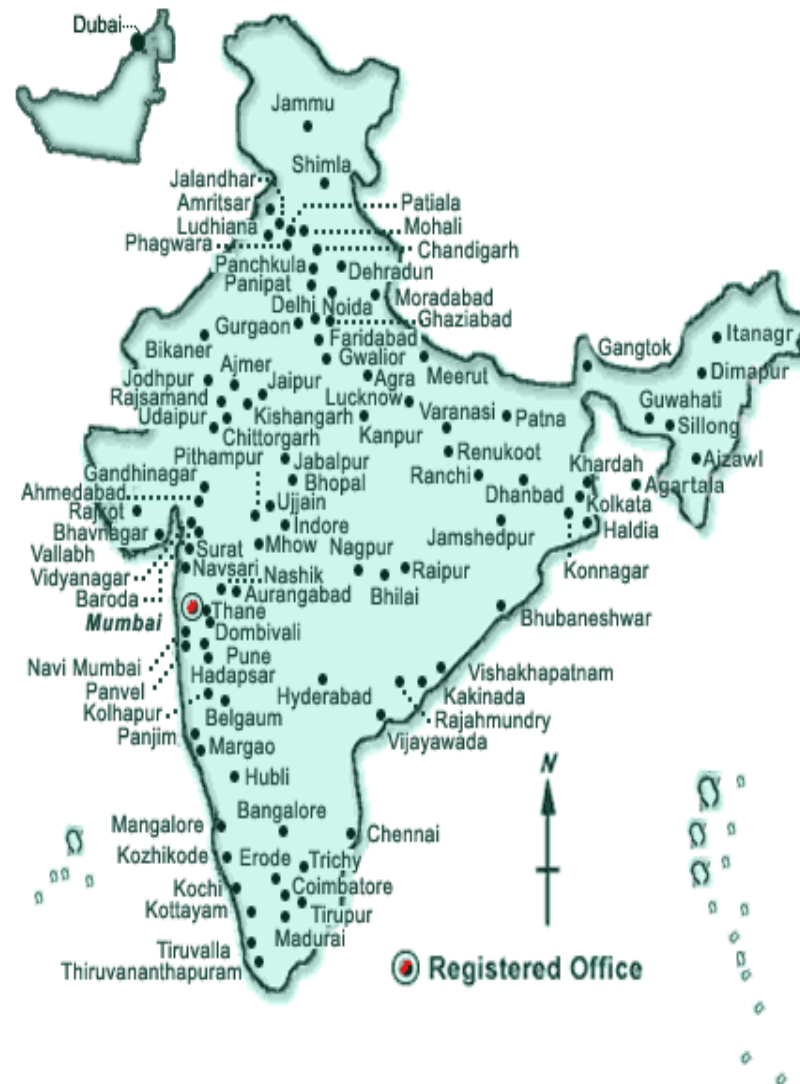 Dubai
Jammu
Shimla
Jalandhar
Amritsar
Patiala
Ludhiana
Mohali
Phagwara
Chandigarh
Panchkula
Dehradun
Panipat
Moradabad
Delhi
Noida
Ghaziabad
Gurgaon
Faridabad
Bikaner
Gwalior
Itanagr
Gangtok
Ajmer
Agra
Meerut
Dimapur
Jodhpur
Jaipur
Rajsamand
Lucknow
Guwahati
Udaipur
Kishangarh
Varanasi
Patna
Sillong
Chittorgarh
Kanpur
Pithampur
Renukoot
Jabalpur
Khardah
Aizawl
Gandhinagar
Bhopal
Ranchi
Agartala
Ahmedabad
Dhanbad
Ujjain
Kolkata
Rajkot
Indore
Haldia
Bhavnagar
Jamshedpur
Mhow
Nagpur
Surat
Vallabh
Vidyanagar
Navsari
Raipur
Konnagar
Nashik
Baroda
Aurangabad
Bhilai
Mumbai
Thane
Bhubaneshwar
Dombivali
Navi Mumbai
Pune
Vishakhapatnam
Panvel
Hadapsar
Hyderabad
Kakinada
Kolhapur
Belgaum
Rajahmundry
Panjim
Margao
Vijayawada
N
Hubli
Bangalore
Mangalore
Chennai
Kozhikode
Erode
Trichy
Kochi
Coimbatore
Kottayam
Tirupur
Madurai
Tiruvalla
Thiruvananthapuram
Registered Office